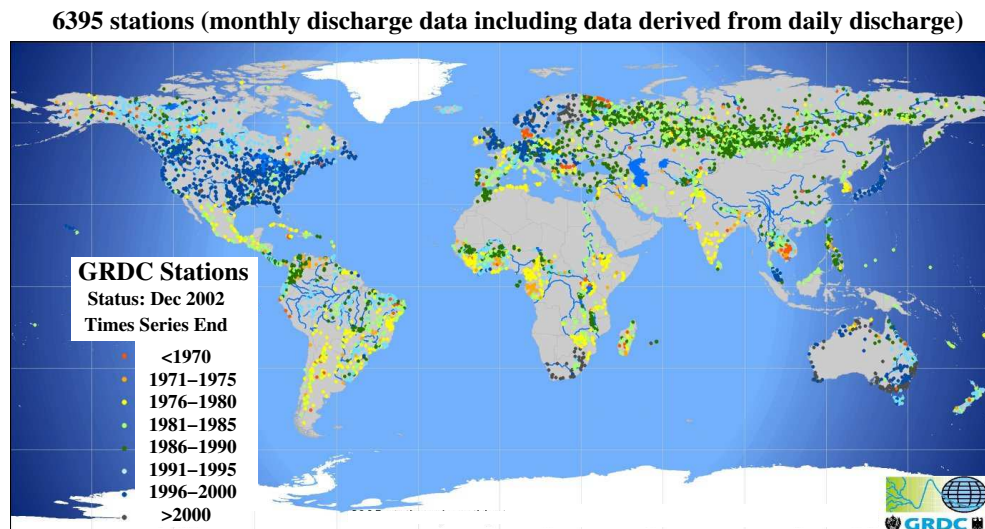 6395 stations (monthly discharge data including data derived from daily discharge)
GRDC Stations
Status: Dec 2002
Times Series End
<1970
1971–1975
1976–1980
1981–1985
1986–1990
1991–1995
1996–2000
>2000
GRDC